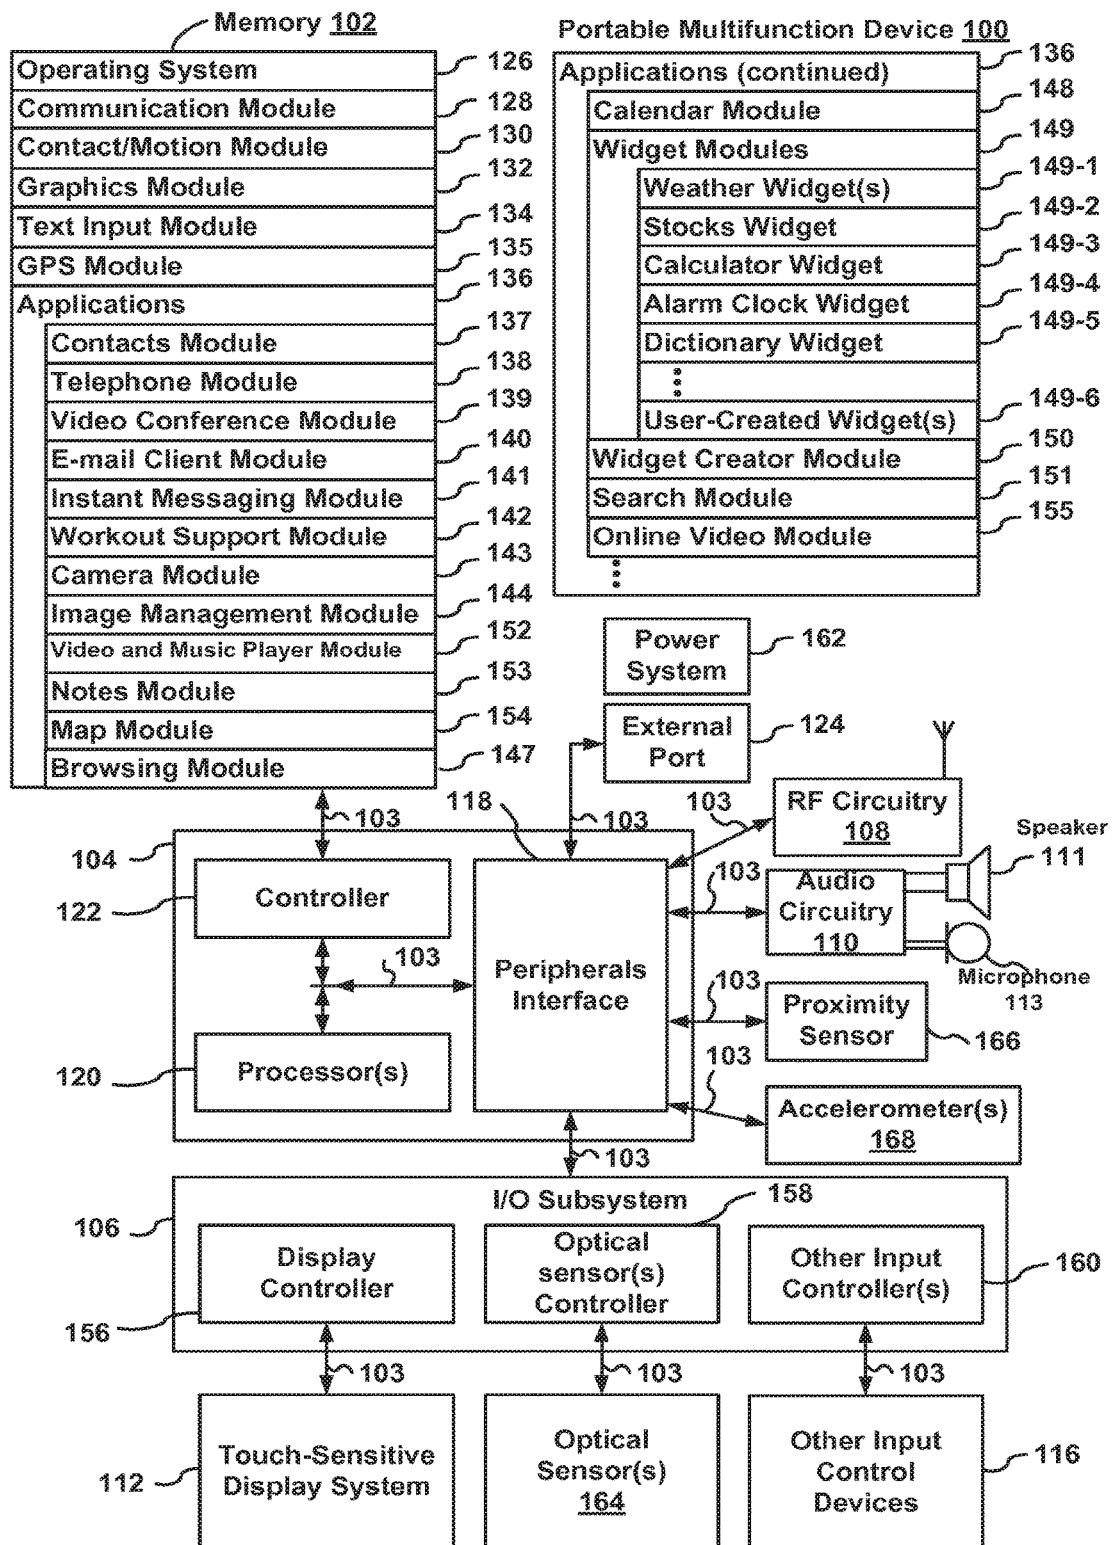 Memory 102
Operating System 126
Communication Module 128
Contact/Motion Module 130
Graphics Module 132
Text Input Module 134
GPS Module 135
Applications 136
Contacts Module 137
Telephone Module 138
Video Conference Module 139
E-mail Client Module 140
Instant Messaging Module 141
Workout Support Module 142
Camera Module 143
Image Management Module 144
Video and Music Player Module 152
Notes Module 153
Map Module 154
Browsing Module 147
Portable Multifunction Device 100
Applications (continued) 136
Calendar Module 148
Widget Modules 149
Weather Widget(s) 149-1
Stocks Widget 149-2
Calculator Widget 149-3
Alarm Clock Widget 149-4
Dictionary Widget 149-5
User-Created Widget(s) 149-6
Widget Creator Module 150
Search Module 151
Online Video Module 155
Power
System
162
External
Port
124
103
118
103
103
RF Circuitry
108
Speaker
111
104
Controller
122
103
Audio
Circuitry
110
Microphone
113
103
Peripherals
Interface
103
Proximity
Sensor
166
Processor(s)
120
103
Accelerometer(s)
168
103
I/O Subsystem
106
158
Display
Controller
156
Optical
sensor(s)
Controller
Other Input
Controller(s)
160
103
103
103
Touch-Sensitive
Display System
112
Optical
Sensor(s)
164
Other Input
Control
Devices
116